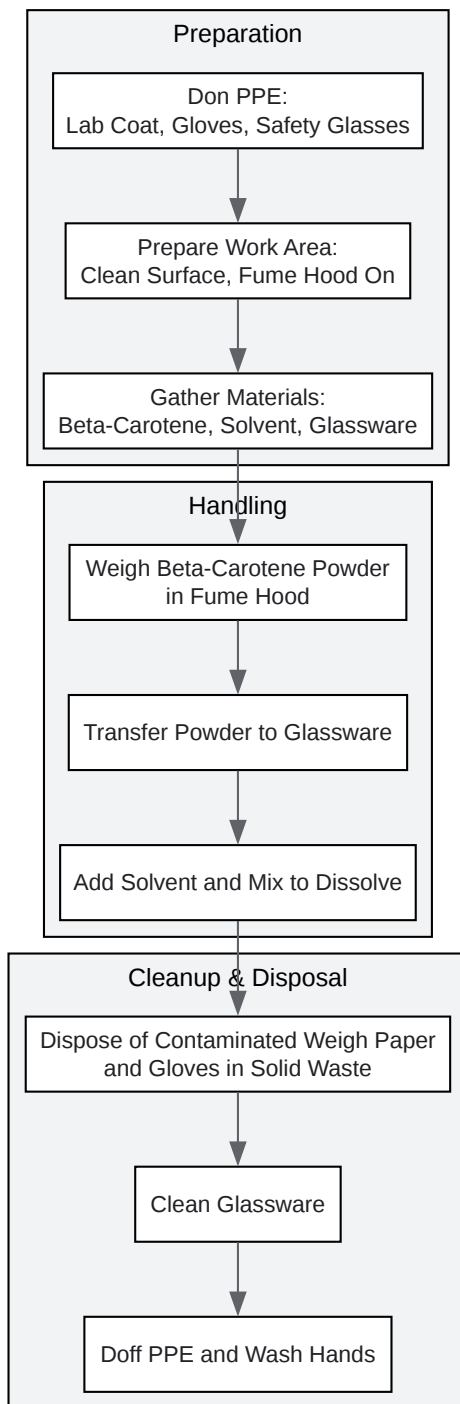 Preparation
Don PPE:
Lab Coat, Gloves, Safety Glasses
Prepare Work Area:
Clean Surface, Fume Hood On
Gather Materials:
Beta-Carotene, Solvent, Glassware
Handling
Weigh Beta-Carotene Powder
in Fume Hood
Transfer Powder to Glassware
Add Solvent and Mix to Dissolve
Cleanup & Disposal
Dispose of Contaminated Weigh Paper
and Gloves in Solid Waste
Clean Glassware
Doff PPE and Wash Hands